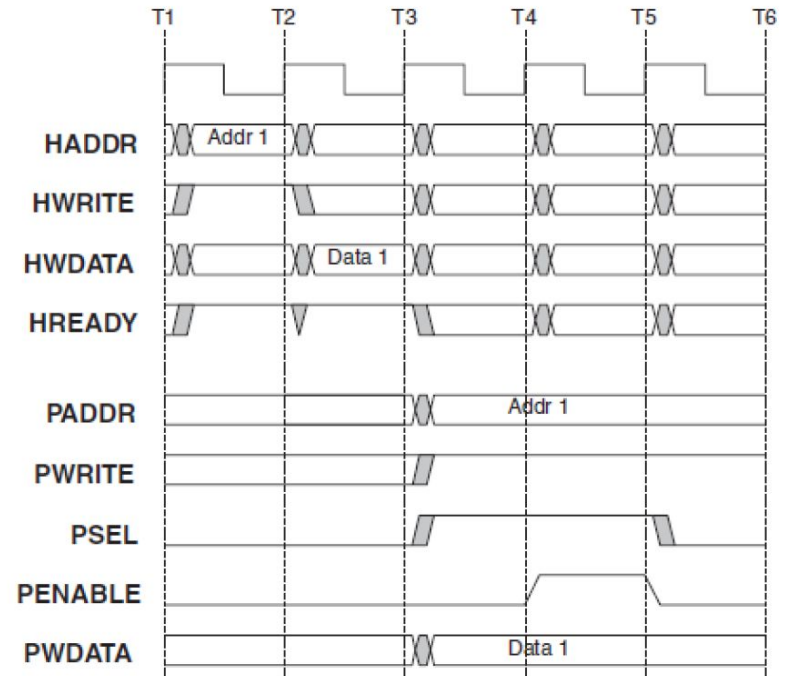 T1 T2 T3 T4 T5 T6
HADDR Addr 1
HWRITE
HWDATA Data 1
HREADY
PADDR Addr 1
PWRITE
PSEL
PENABLE
PWDATA Data 1